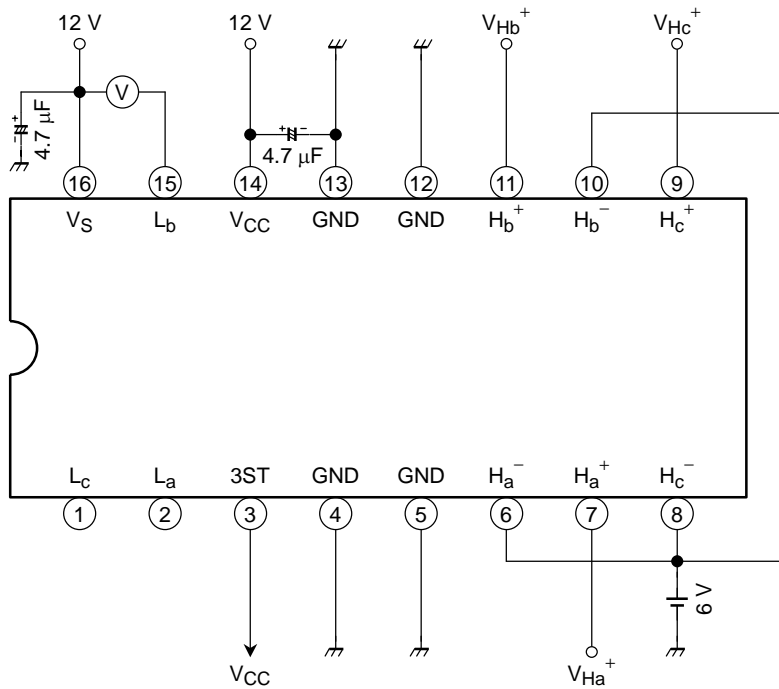 12 V 12 V V_Hb+ V_Hc+
V
+ -
4.7 μF
+ -
4.7 μF
16 15 14 13 12 11 10 9
V_S L_b V_CC GND GND H_b+ H_b− H_c+
L_c L_a 3ST GND GND H_a− H_a+ H_c−
1 2 3 4 5 6 7 8
6 V
V_CC V_Ha+